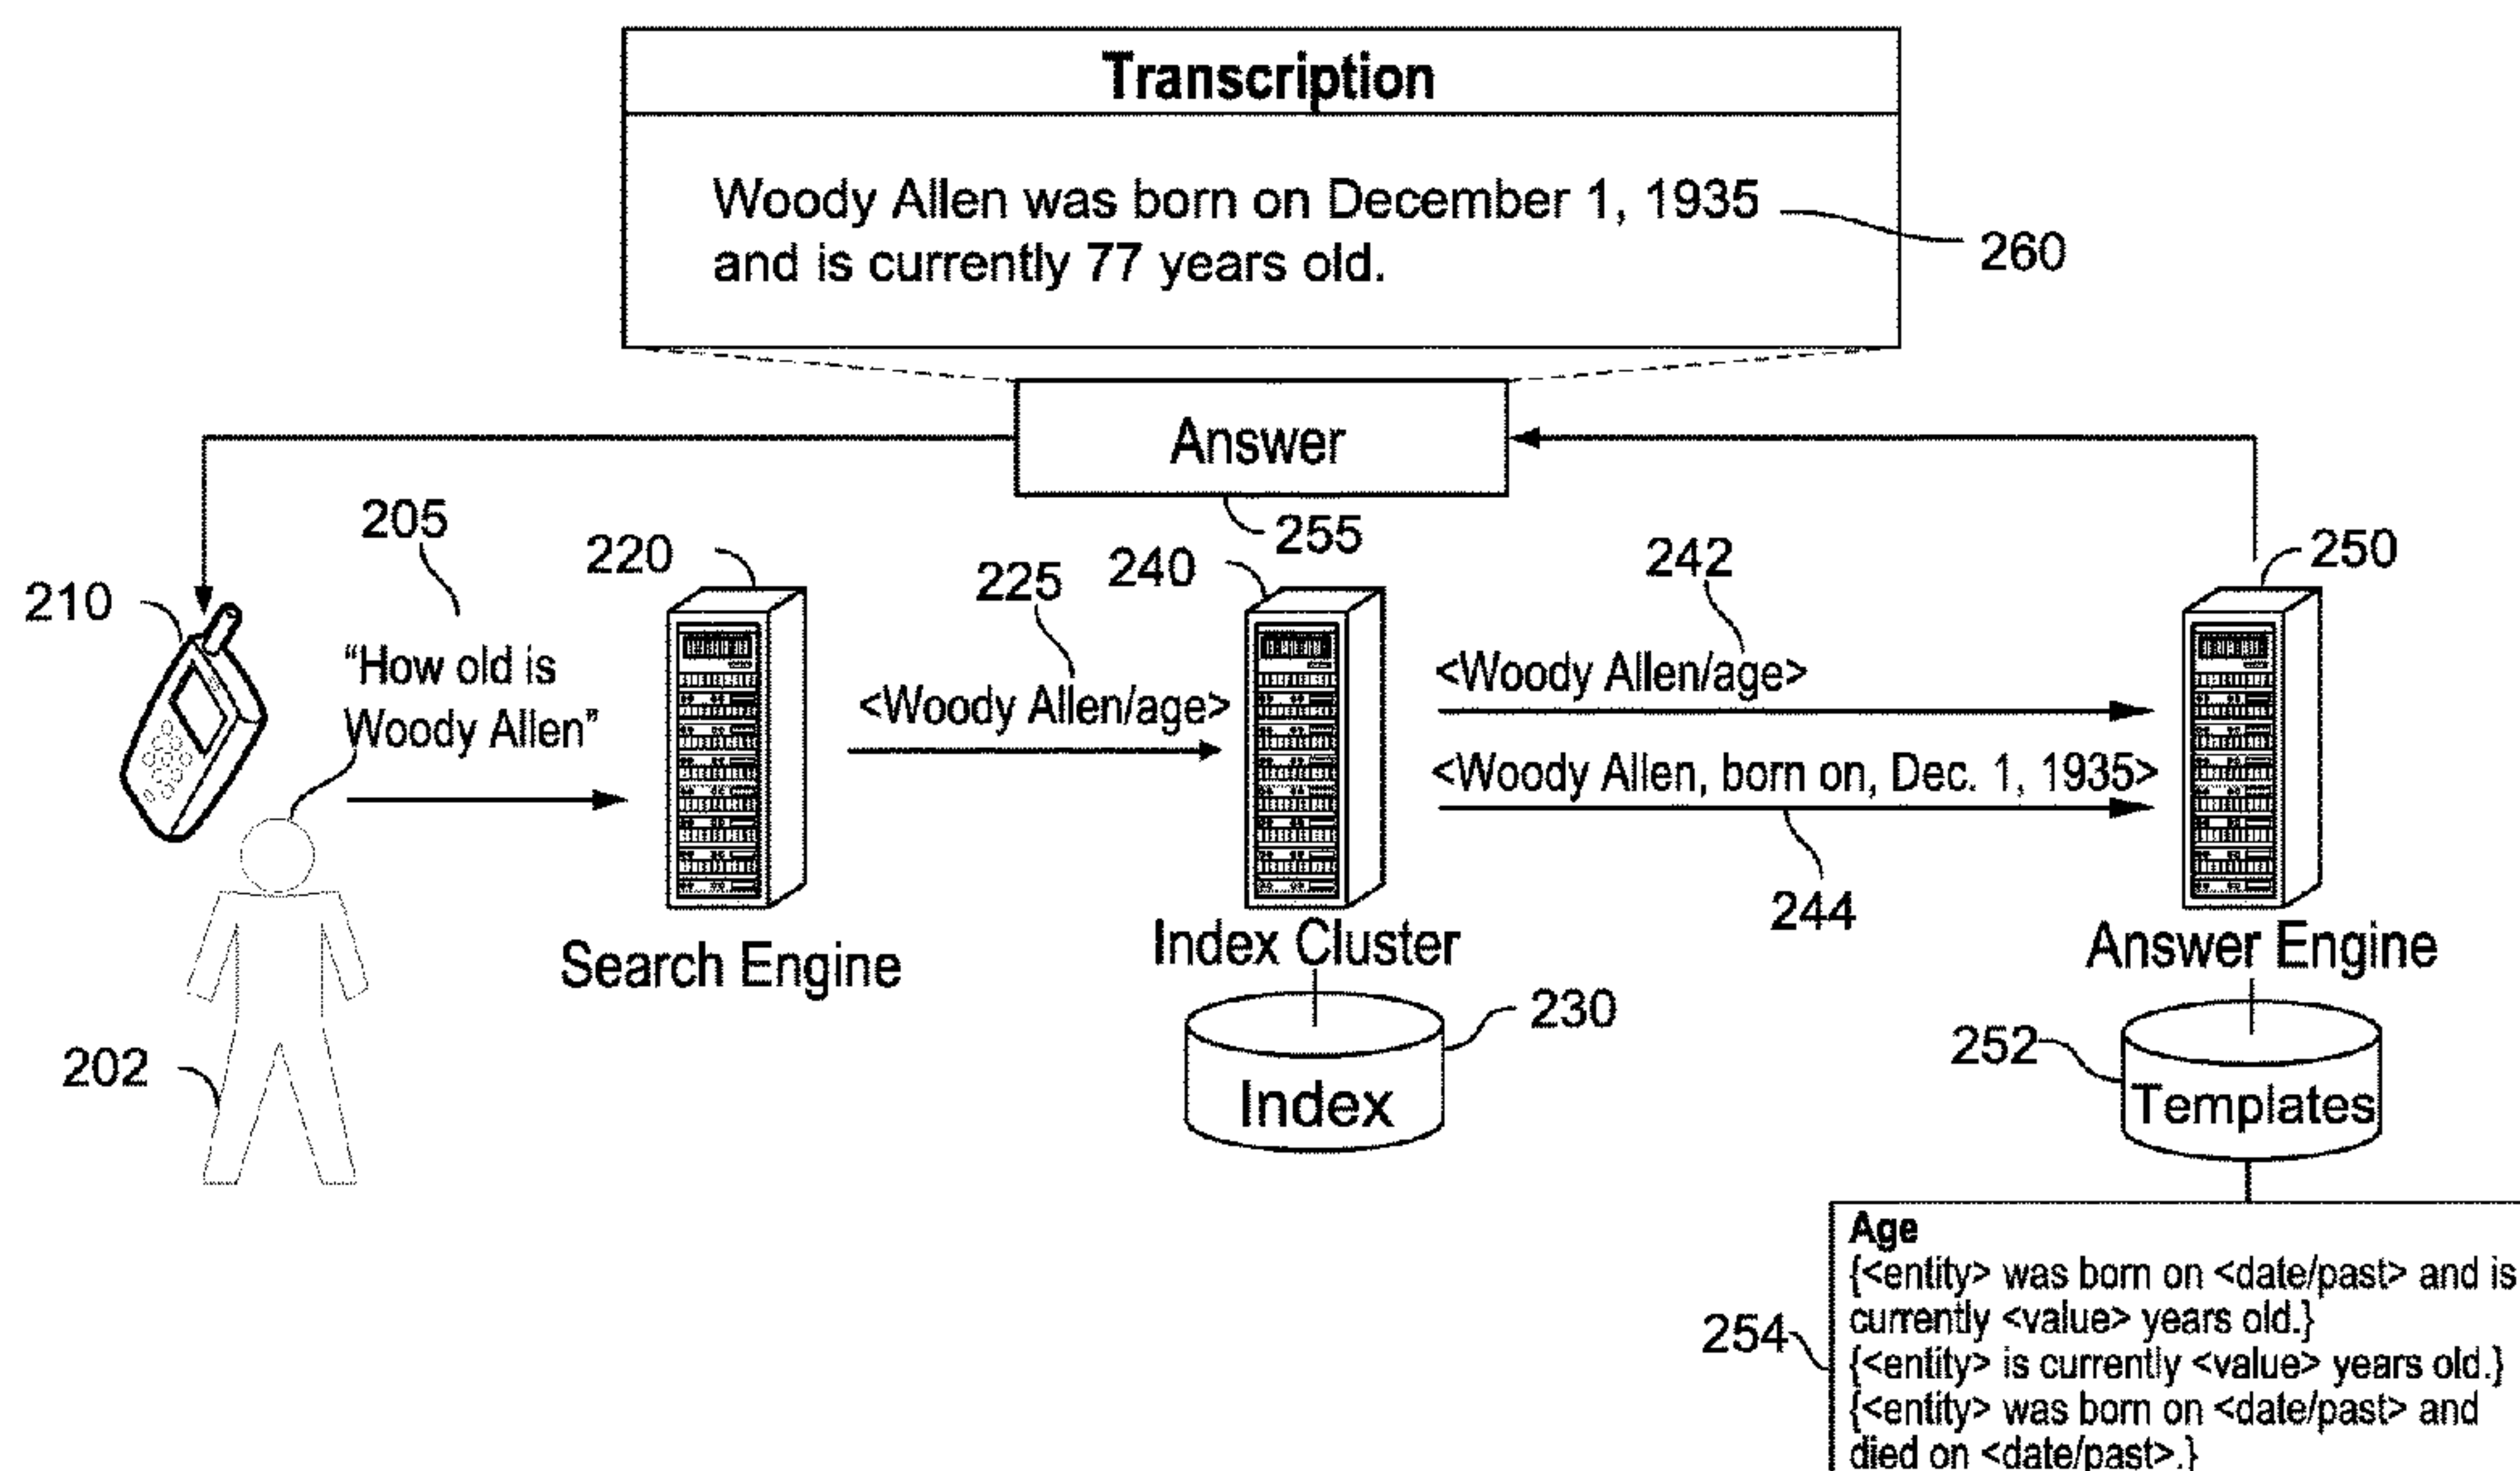 Transcription
Woody Allen was born on December 1, 1935
and is currently 77 years old.
260
Answer
255
205
210
"How old is
Woody Allen"
202
220
Search Engine
225
<Woody Allen/age>
240
Index Cluster
230
Index
242
<Woody Allen/age>
<Woody Allen, born on, Dec. 1, 1935>
244
250
Answer Engine
252
Templates
254
Age
{<entity> was born on <date/past> and is
currently <value> years old.}
{<entity> is currently <value> years old.}
{<entity> was born on <date/past> and
died on <date/past>.}